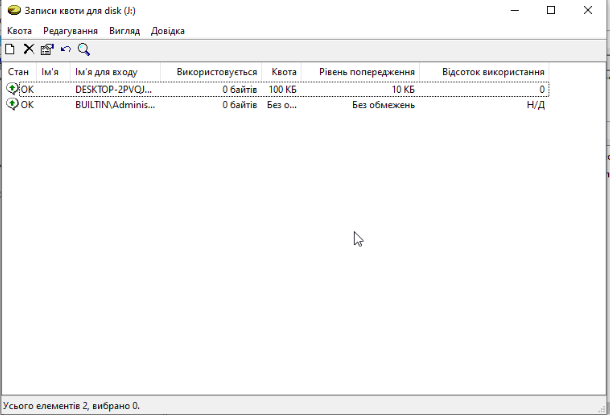 Записи квоти для disk (J:)
Квота Редагування Вигляд Довідка
Стан Ім'я Ім'я для входу Використовується Квота Рівень попередження Відсоток використання
OK DESKTOP-2PVQJ... 0 байтів 100 КБ 10 КБ 0
OK BUILTIN\Adminis... 0 байтів Без о... Без обмежень Н/Д
Усього елементів 2, вибрано 0.